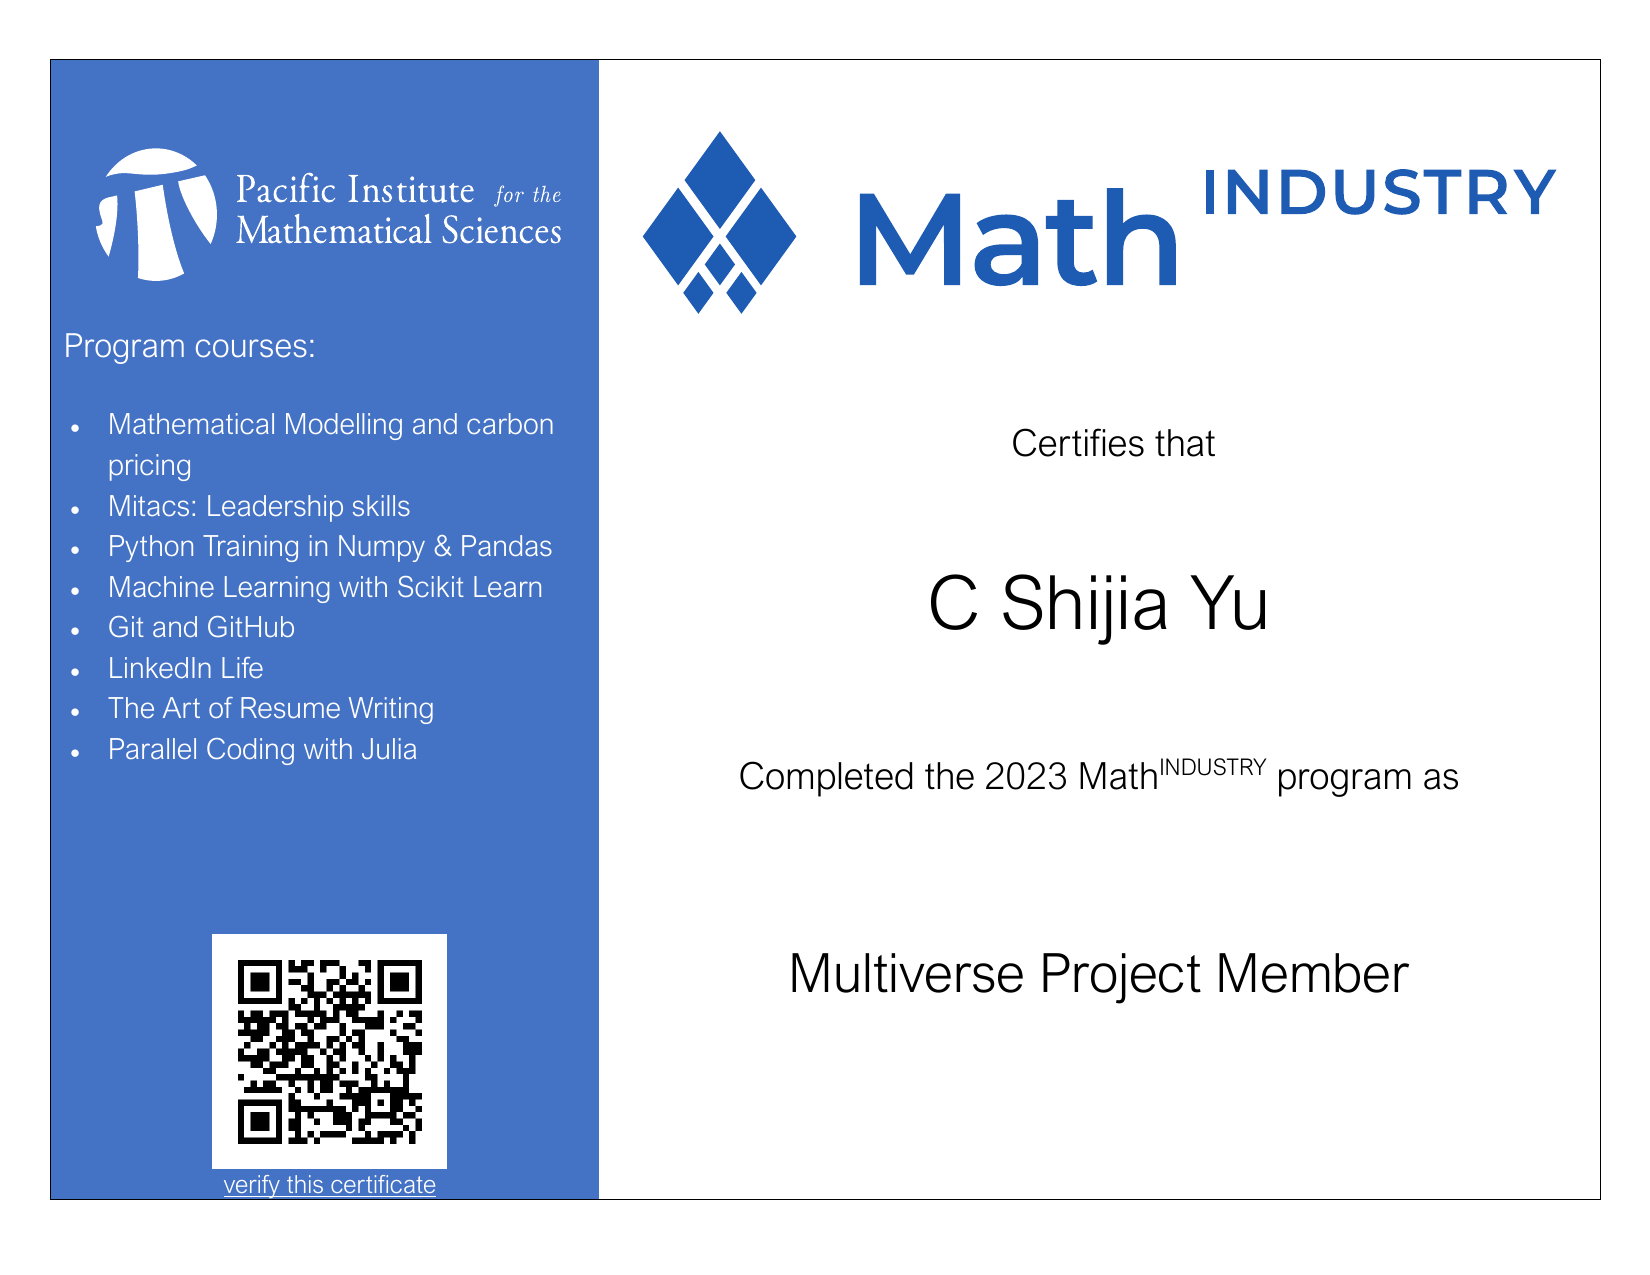 Pacific Institute for the
Mathematical Sciences
Program courses:
• Mathematical Modelling and carbon
pricing
• Mitacs: Leadership skills
• Python Training in Numpy & Pandas
• Machine Learning with Scikit Learn
• Git and GitHub
• LinkedIn Life
• The Art of Resume Writing
• Parallel Coding with Julia
verify this certificate
Math INDUSTRY
Certifies that
C Shijia Yu
Completed the 2023 MathINDUSTRY program as
Multiverse Project Member